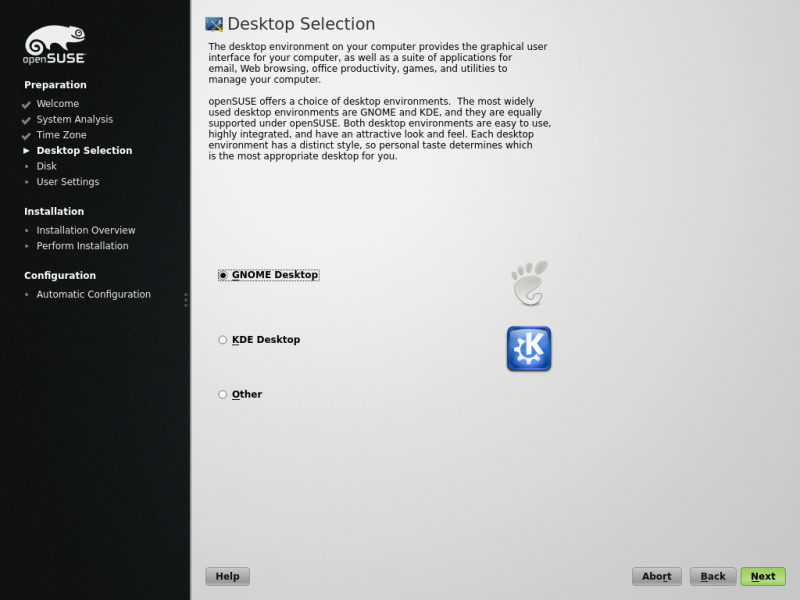 openSUSE
Preparation
Welcome
System Analysis
Time Zone
Desktop Selection
Disk
User Settings
Installation
Installation Overview
Perform Installation
Configuration
Automatic Configuration
Desktop Selection
The desktop environment on your computer provides the graphical user
interface for your computer, as well as a suite of applications for
email, Web browsing, office productivity, games, and utilities to
manage your computer.
openSUSE offers a choice of desktop environments. The most widely
used desktop environments are GNOME and KDE, and they are equally
supported under openSUSE. Both desktop environments are easy to use,
highly integrated, and have an attractive look and feel. Each desktop
environment has a distinct style, so personal taste determines which
is the most appropriate desktop for you.
GNOME Desktop
KDE Desktop
K
Other
Help
Abort
Back
Next